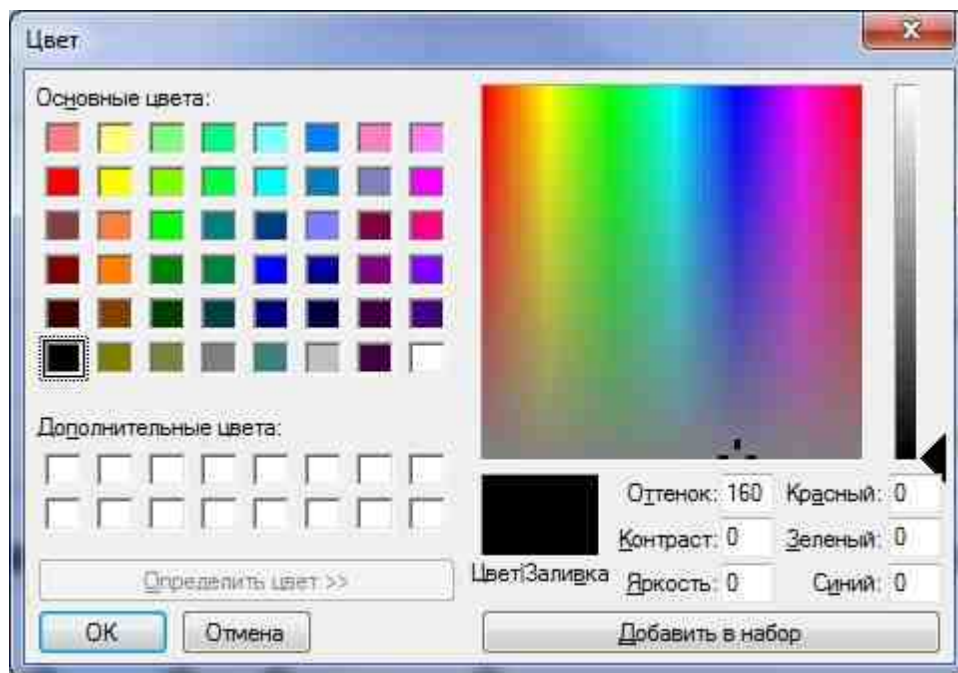 Цвет
Основные цвета:
Дополнительные цвета:
Определить цвет >>
ОК
Отмена
Цвет|Заливка
Оттенок: 160
Контраст: 0
Яркость: 0
Красный: 0
Зеленый: 0
Синий: 0
Добавить в набор